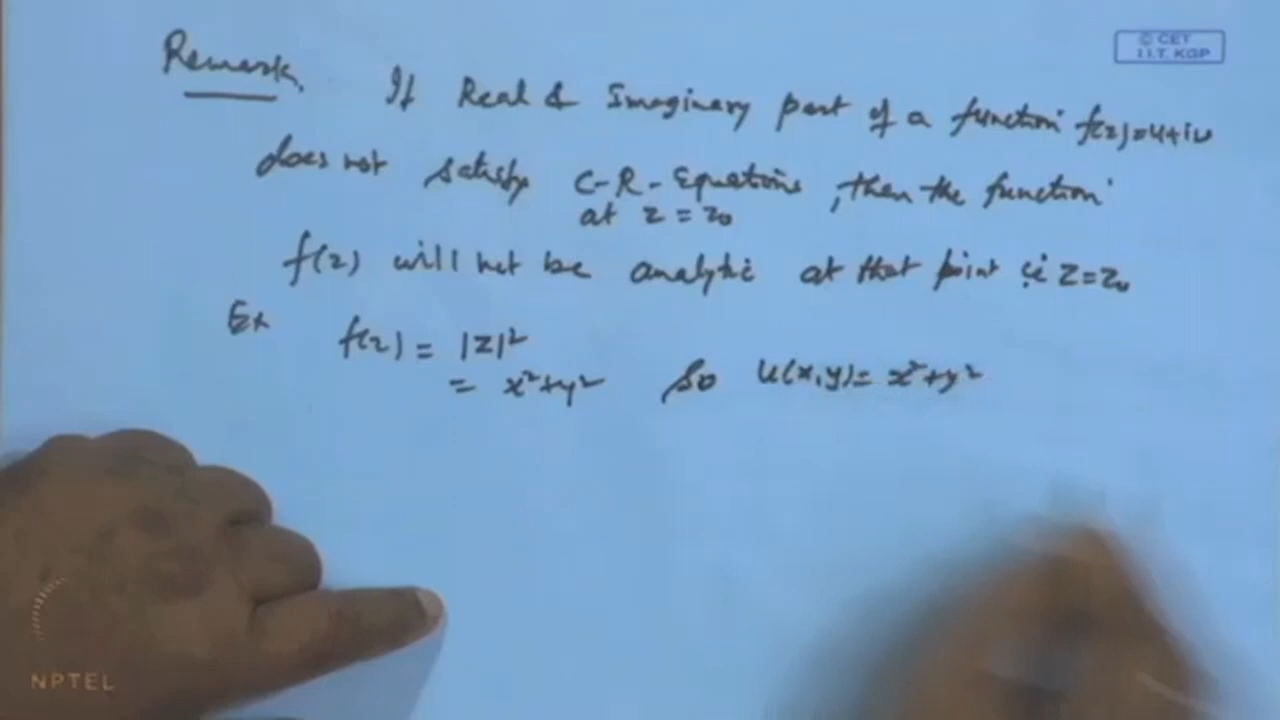 © CET
I.I.T. KGP
Remark. If Real & Imaginary part of a function f(z)=u+iv
does not satisfy C-R-Equations, then the function
at z = z₀
f(z) will not be analytic at that point ie z=z₀
Ex f(z) = |z|²
= x²+y² So u(x,y)= x²+y²
NPTEL